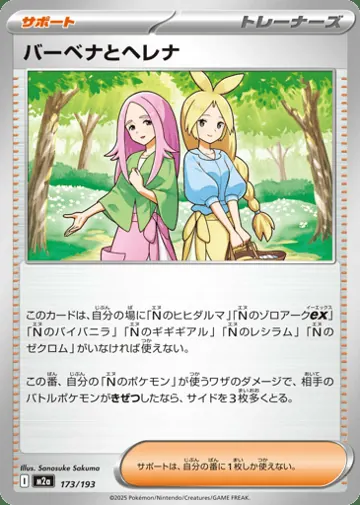 サポート
トレーナーズ
バーベナとヘレナ
このカードは、自分の場に「Nのヒヒダルマ」「Nのゾロアークex」
「Nのバイバニラ」「Nのギギギアル」「Nのレシラム」「Nの
ゼクロム」がいなければ使えない。
この番、自分の「Nのポケモン」が使うワザのダメージで、相手の
バトルポケモンがきぜつしたなら、サイドを3枚多くとる。
Illus. Sanosuke Sakuma
サポートは、自分の番に1枚しか使えない。
I m2a 173/193
©2025 Pokémon/Nintendo/Creatures/GAME FREAK.